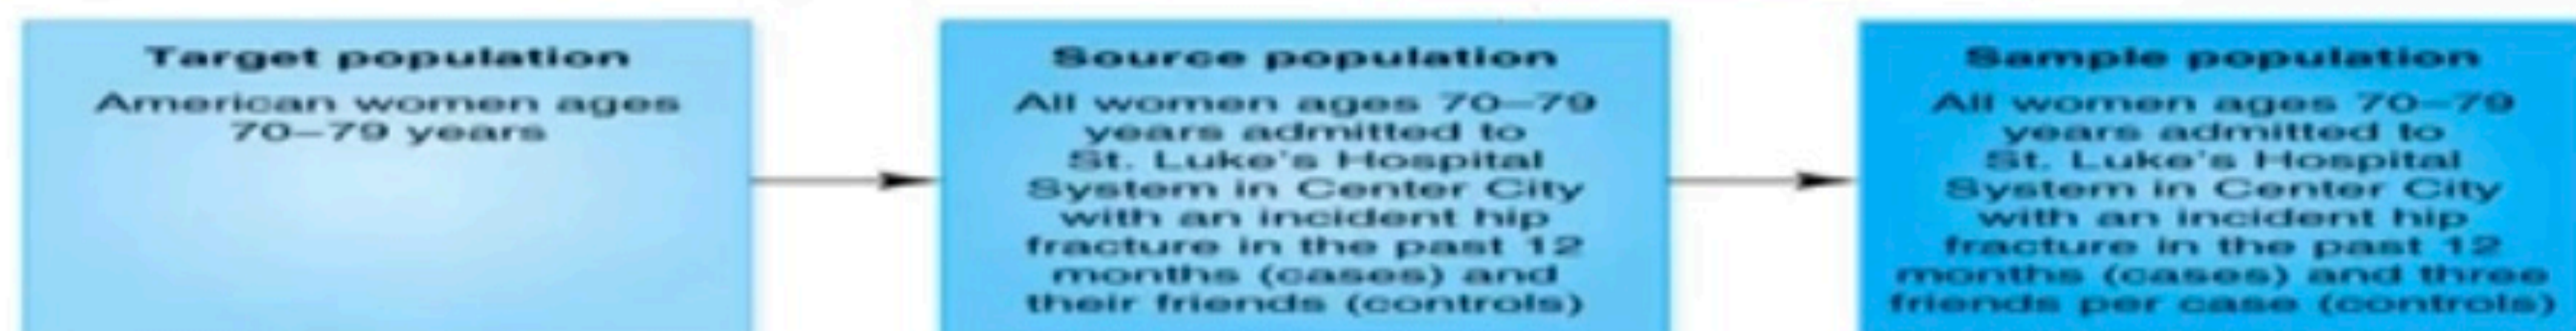 Target population
American women ages
70–79 years
Source population
All women ages 70–79
years admitted to
St. Luke's Hospital
System in Center City
with an incident hip
fracture in the past 12
months (cases) and
their friends (controls)
Sample population
All women ages 70–79
years admitted to
St. Luke's Hospital
System in Center City
with an incident hip
fracture in the past 12
months (cases) and three
friends per case (controls)